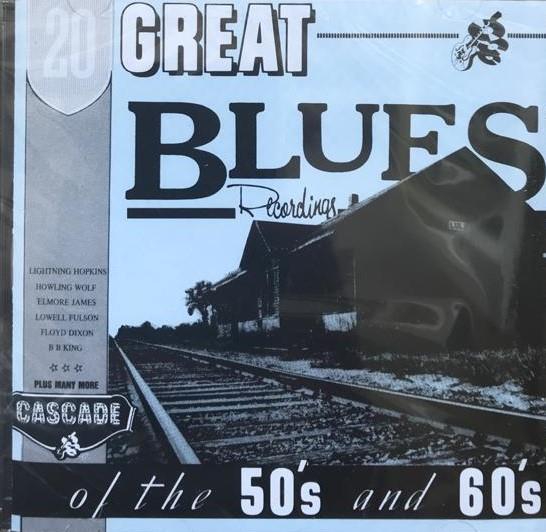 20
GREAT
BLUES
Recordings
LIGHTNING HOPKINS
HOWLING WOLF
ELMORE JAMES
LOWELL FULSON
FLOYD DIXON
B B KING
PLUS MANY MORE
CASCADE
of the 50's and 60's